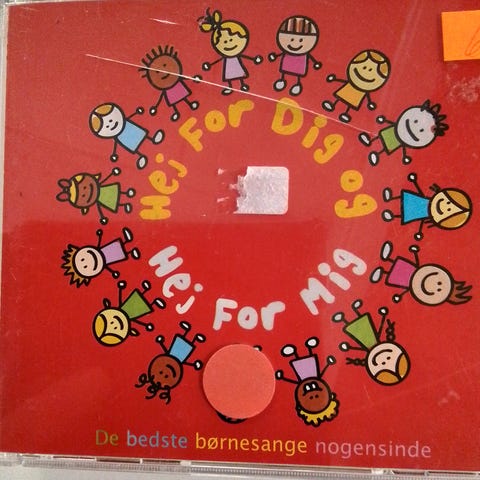 Hej For Dig og
Hej For Mig
De bedste børnesange nogensinde